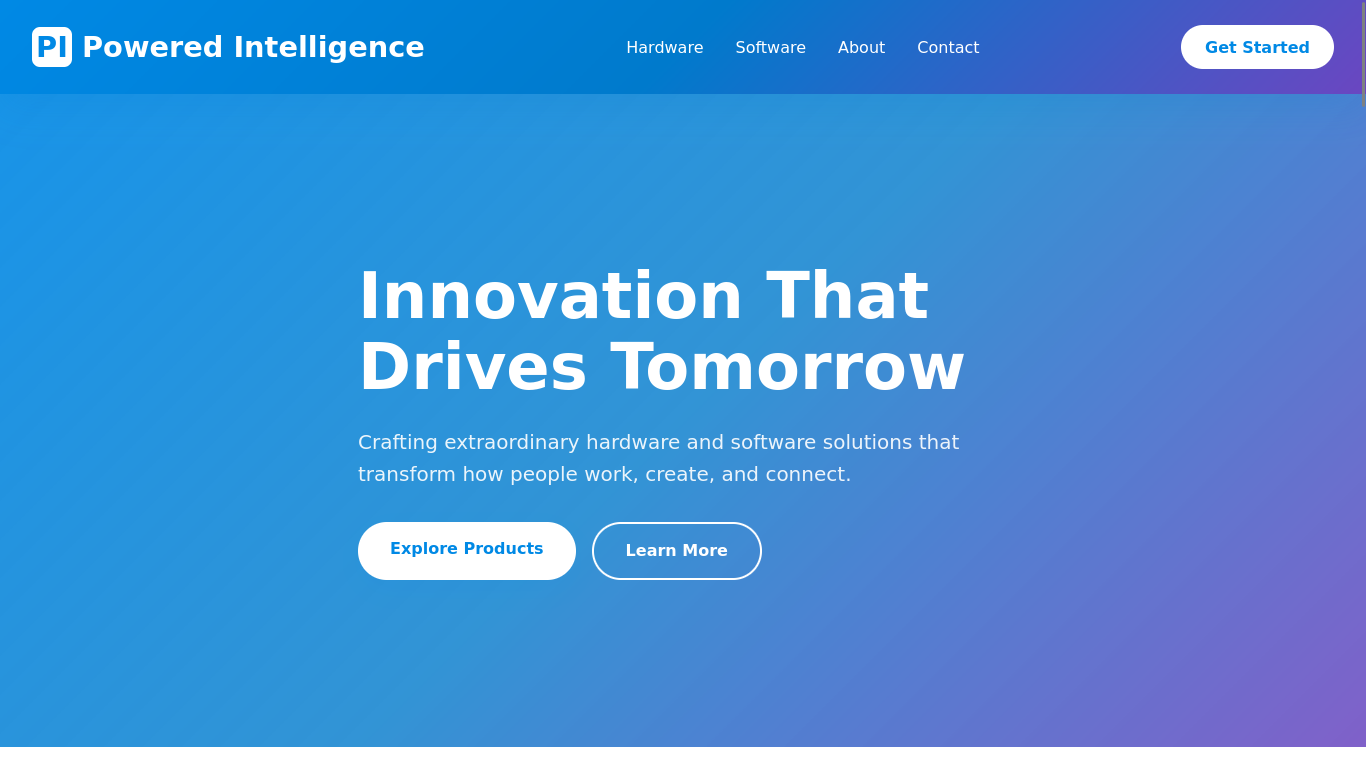 PI Powered Intelligence
Hardware Software About Contact
Get Started
Innovation That
Drives Tomorrow
Crafting extraordinary hardware and software solutions that
transform how people work, create, and connect.
Explore Products
Learn More